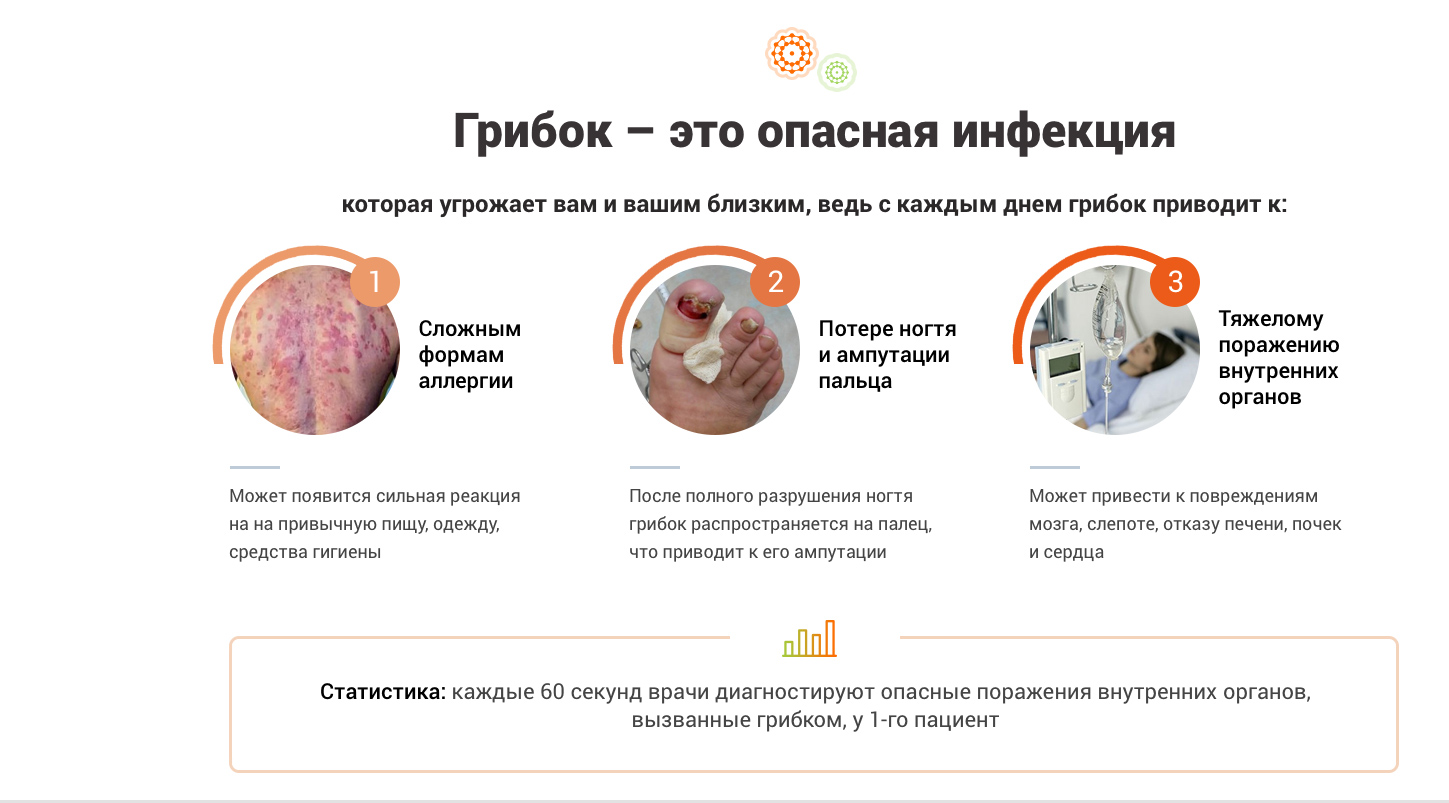 Грибок – это опасная инфекция
которая угрожает вам и вашим близким, ведь с каждым днем грибок приводит к:
1
Сложным
формам
аллергии
Может появится сильная реакция
на на привычную пищу, одежду,
средства гигиены
2
Потере ногтя
и ампутации
пальца
После полного разрушения ногтя
грибок распространяется на палец,
что приводит к его ампутации
3
Тяжелому
поражению
внутренних
органов
Может привести к повреждениям
мозга, слепоте, отказу печени, почек
и сердца
Статистика: каждые 60 секунд врачи диагностируют опасные поражения внутренних органов,
вызванные грибком, у 1-го пациент